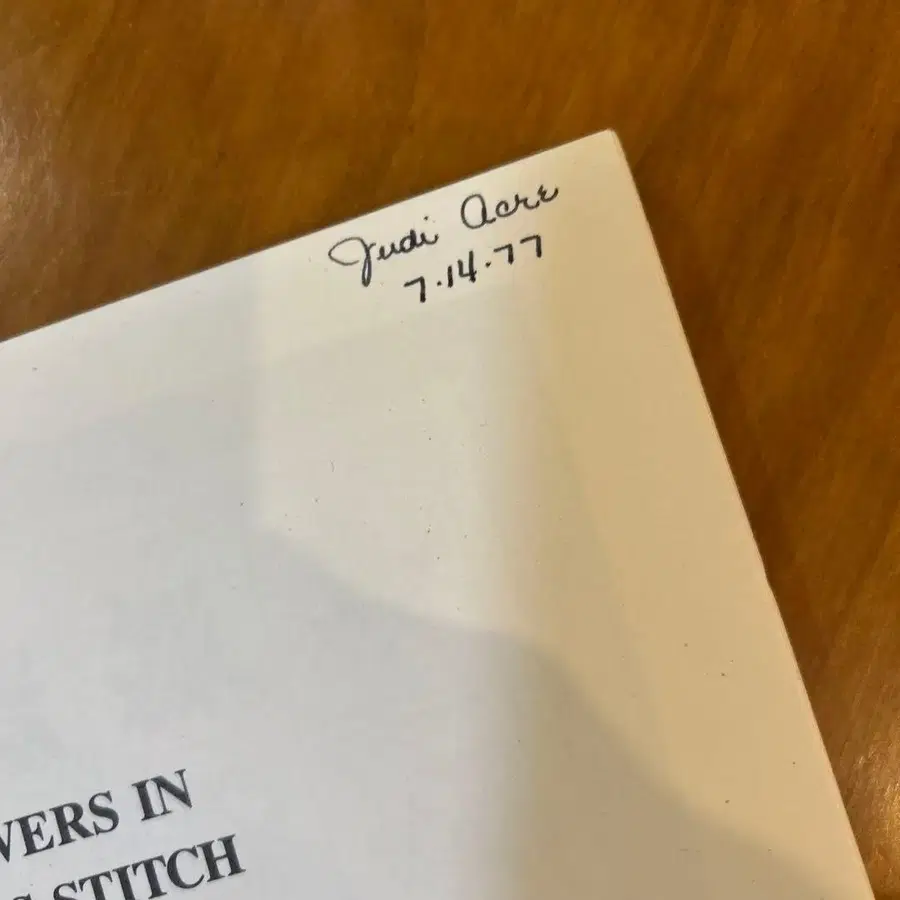 Judi Acre
7.14.77
WERS IN
STITCH